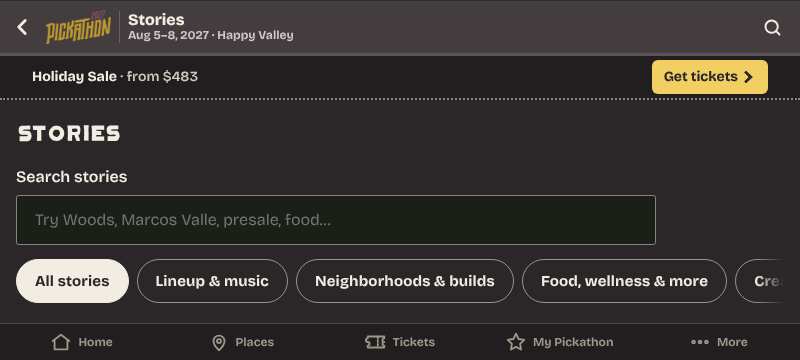 PICKATHON
Stories
Aug 5–8, 2027 · Happy Valley
Holiday Sale · from $483
Get tickets
STORIES
Search stories
Try Woods, Marcos Valle, presale, food...
All stories
Lineup & music
Neighborhoods & builds
Food, wellness & more
Home
Places
Tickets
My Pickathon
More